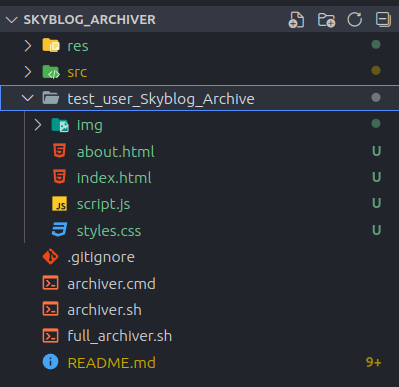 SKYBLOG_ARCHIVER
res
src
test_user_Skyblog_Archive
img
about.html U
index.html U
JS script.js U
styles.css U
.gitignore
archiver.cmd
archiver.sh
full_archiver.sh
README.md 9+